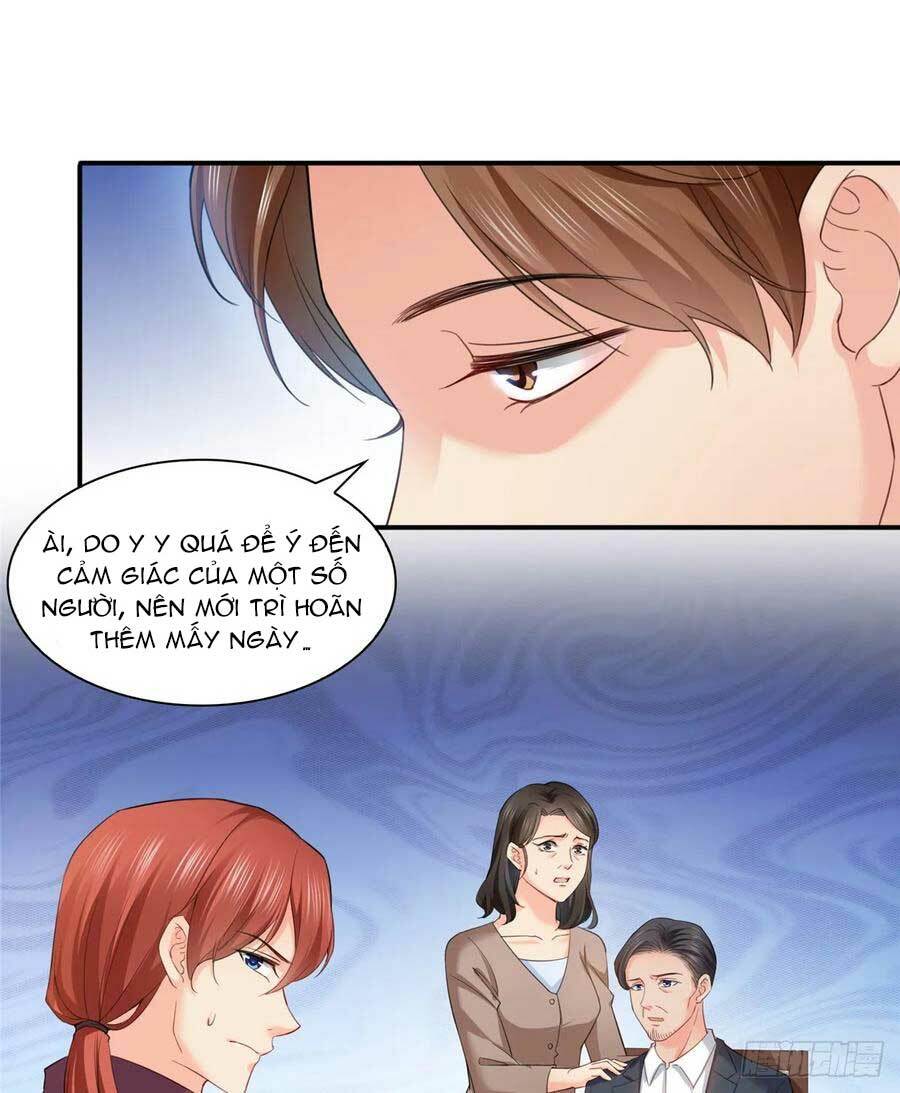 ÀI, DO Y Y QUÁ ĐỂ Ý ĐẾN
CẢM GIÁC CỦA MỘT SỐ
NGƯỜI, NÊN MỚI TRÌ HOÃN
THÊM MẤY NGÀY...